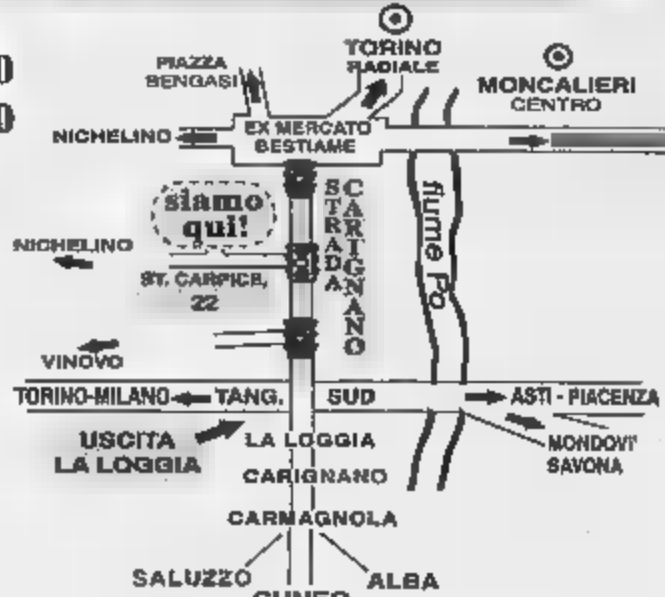 TORINO
RADIALE
PIAZZA
BENGASI
MONCALIERI
CENTRO
NICHELINO
EX MERCATO
BESTIAME
siamo
qui!
STRADA
CARIGNANO
fiume Po
NICHELINO
ST. CARPICE,
22
VINOVO
TORINO-MILANO
TANG. SUD
ASTI - PIACENZA
USCITA
LA LOGGIA
LA LOGGIA
MONDOVI'
SAVONA
CARIGNANO
CARMAGNOLA
SALUZZO
ALBA
CUNEO